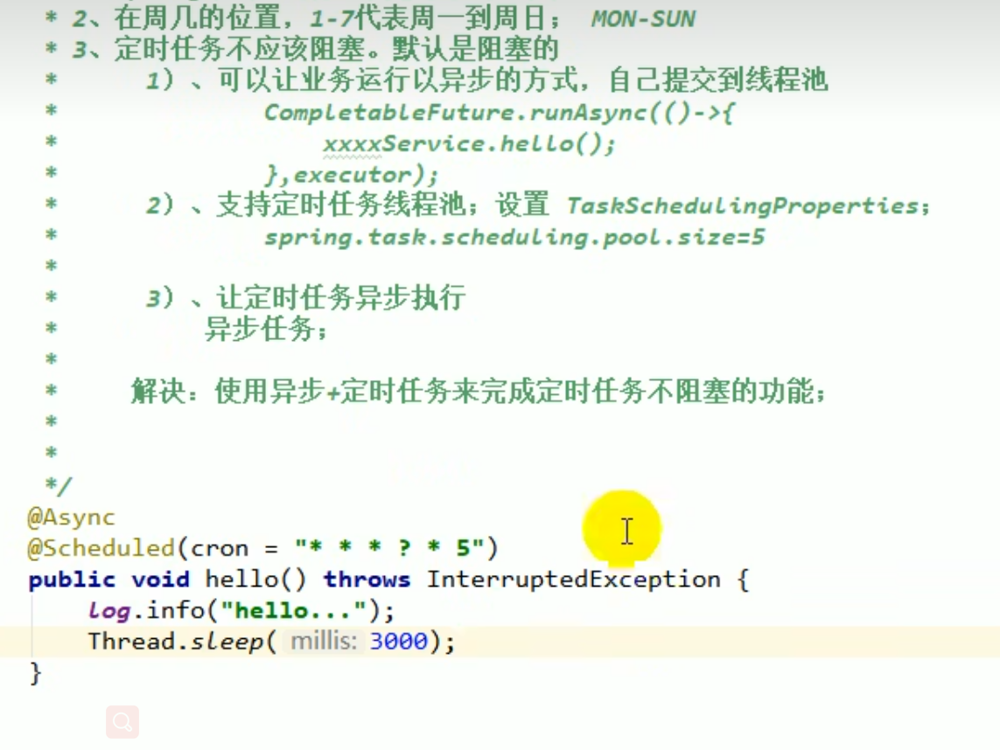 * 2、在周几的位置，1-7代表周一到周日； MON-SUN
* 3、定时任务不应该阻塞。默认是阻塞的
* 1）、可以让业务运行以异步的方式，自己提交到线程池
* CompletableFuture.runAsync(()->{
* xxxxService.hello();
* },executor);
* 2）、支持定时任务线程池；设置 TaskSchedulingProperties；
* spring.task.scheduling.pool.size=5
*
* 3）、让定时任务异步执行
* 异步任务；
*
* 解决：使用异步+定时任务来完成定时任务不阻塞的功能；
*
*
*/
@Async
@Scheduled(cron = "* * * ? * 5")
public void hello() throws InterruptedException {
log.info("hello...");
Thread.sleep( millis: 3000);
}